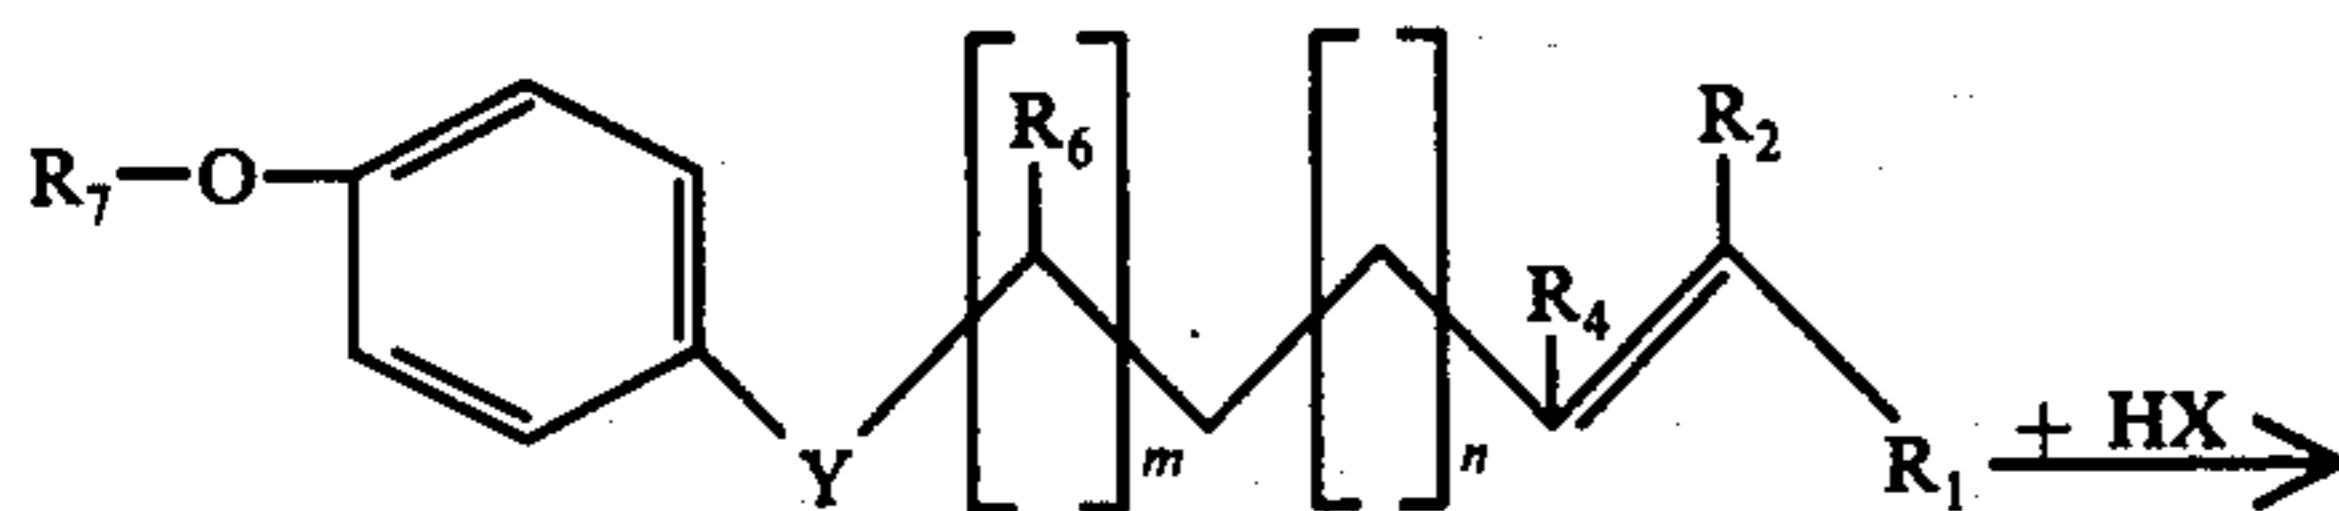 R₆
R₂
R₇—O
R₄
Y
m
n
R₁
+ HX